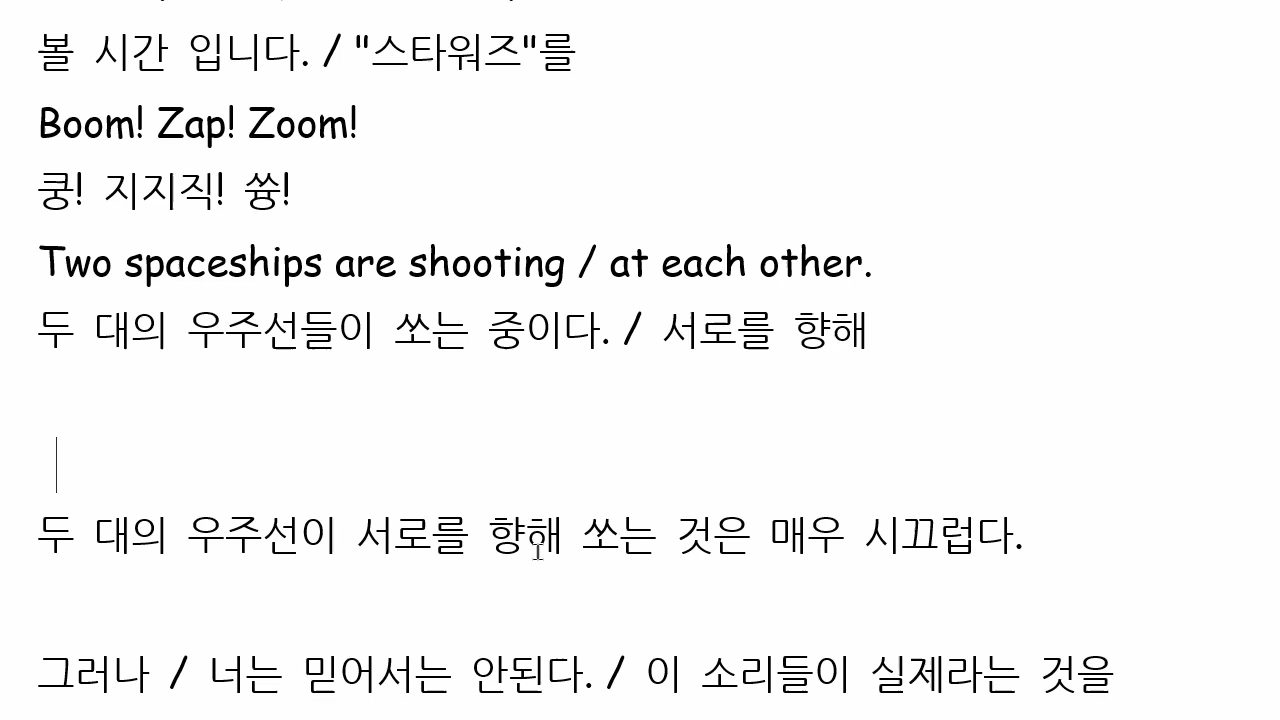 볼 시간 입니다. / "스타워즈"를
Boom! Zap! Zoom!
쿵! 지지직! 쓩!
Two spaceships are shooting / at each other.
두 대의 우주선들이 쏘는 중이다. / 서로를 향해
두 대의 우주선이 서로를 향해 쏘는 것은 매우 시끄럽다.
그러나 / 너는 믿어서는 안된다. / 이 소리들이 실제라는 것을